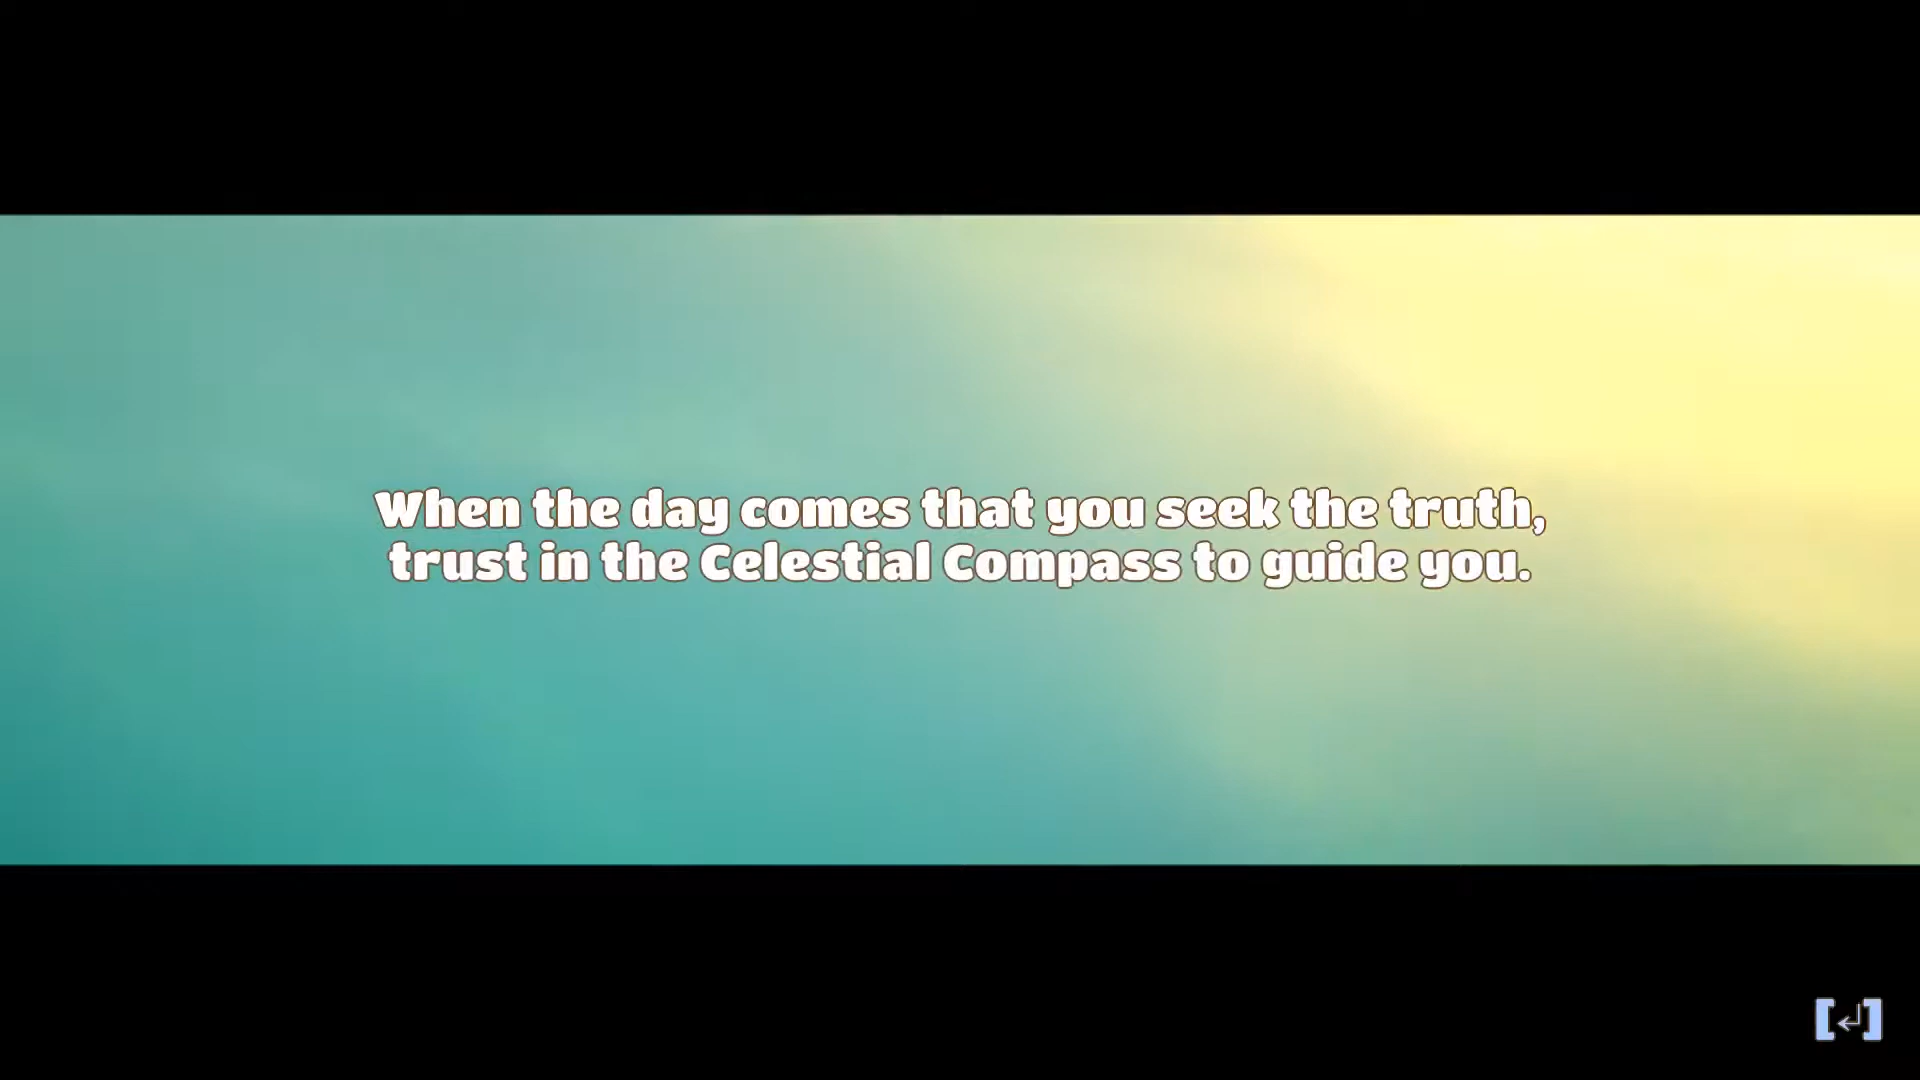 When the day comes that you seek the truth,
trust in the Celestial Compass to guide you.
[↵]